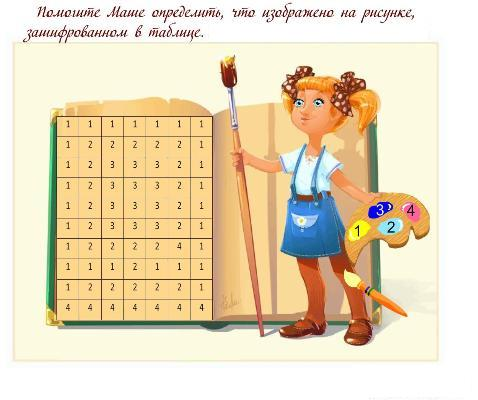 Помогите Маше определить, что изображено на рисунке,
зашифрованном в таблице.
1 1 1 1 1 1 1
1 2 2 2 2 2 1
1 2 3 3 3 2 1
1 2 3 3 3 2 1
1 2 3 3 3 2 1
1 2 3 3 3 2 1
1 2 2 2 2 4 1
1 1 1 2 1 1 1
1 2 2 2 2 2 1
4 4 4 4 4 4 4
3 4
1 2